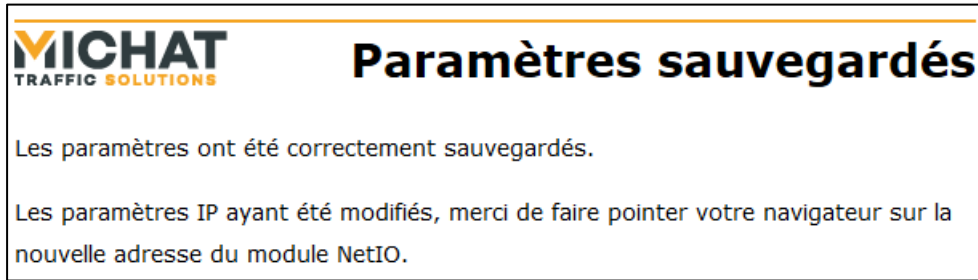 MICHAT
TRAFFIC SOLUTIONS
Paramètres sauvegardés
Les paramètres ont été correctement sauvegardés.
Les paramètres IP ayant été modifiés, merci de faire pointer votre navigateur sur la
nouvelle adresse du module NetIO.